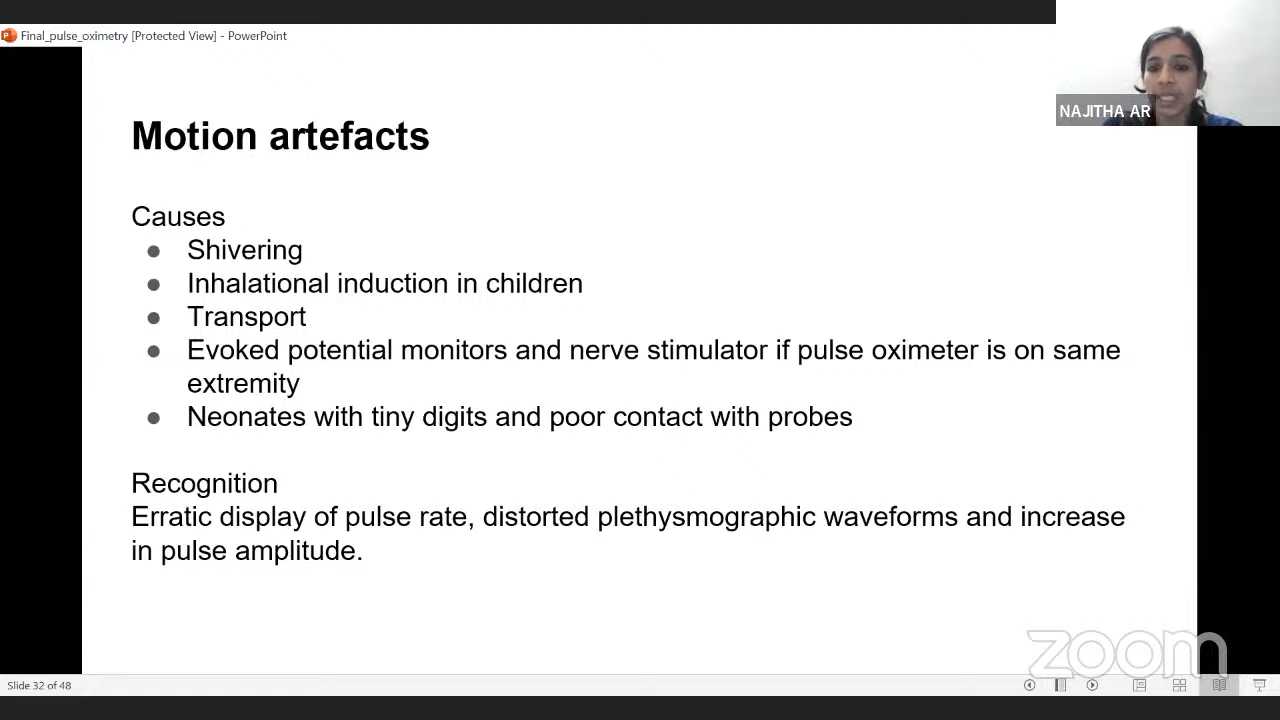 Final_pulse_oximetry [Protected View] - PowerPoint
NAJITHA AR
Motion artefacts
Causes
● Shivering
● Inhalational induction in children
● Transport
● Evoked potential monitors and nerve stimulator if pulse oximeter is on same
extremity
● Neonates with tiny digits and poor contact with probes
Recognition
Erratic display of pulse rate, distorted plethysmographic waveforms and increase
in pulse amplitude.
zoom
Slide 32 of 48